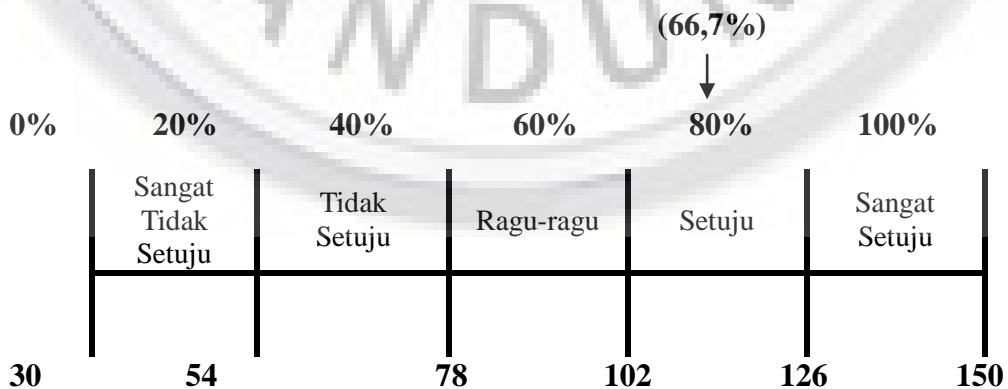 NDUN
(66,7%)
0% 20% 40% 60% 80% 100%
Sangat
Tidak
Setuju
Tidak
Setuju
Ragu-ragu
Setuju
Sangat
Setuju
30 54 78 102 126 150